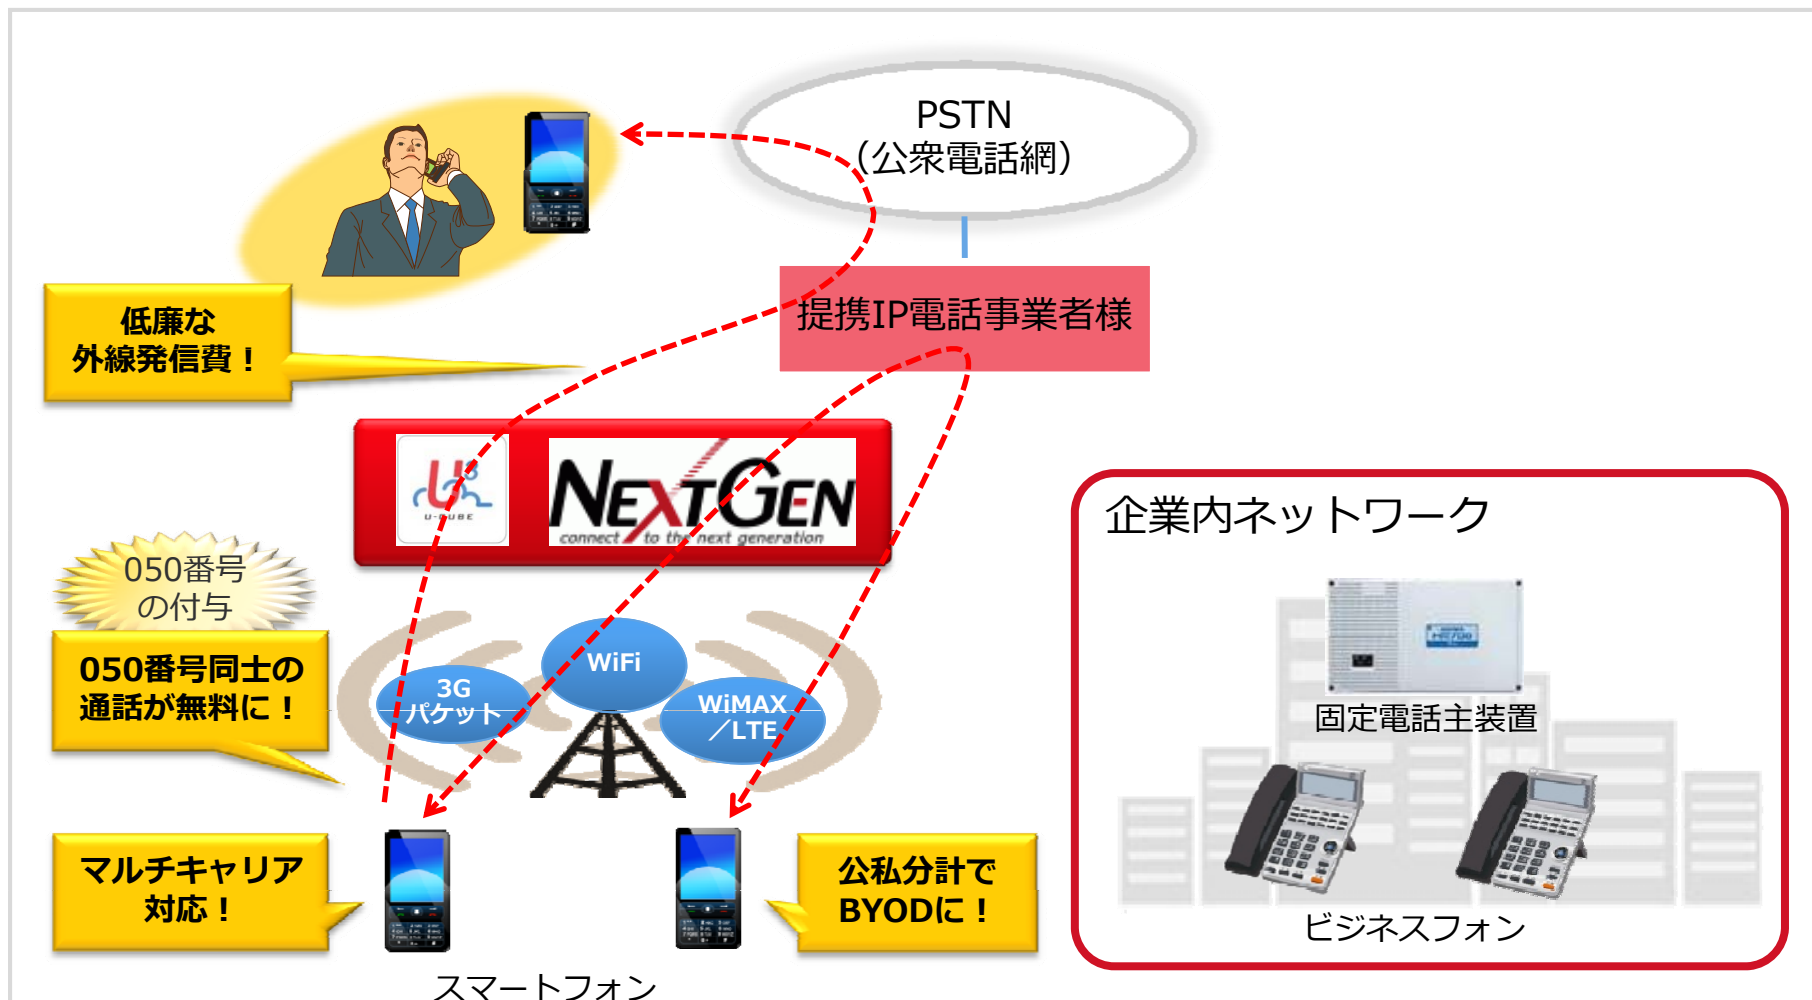 PSTN
（公衆電話網）
提携IP電話事業者様
低廉な
外線発信費！
U3
U-CUBE
NEXTGEN
connect to the next generation
企業内ネットワーク
050番号
の付与
050番号同士の
通話が無料に！
WiFi
3G
パケット
WiMAX
／LTE
固定電話主装置
マルチキャリア
対応！
公私分計で
BYODに！
ビジネスフォン
スマートフォン